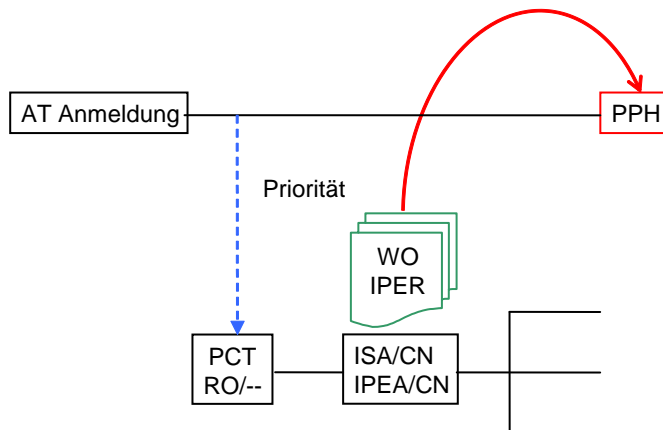 AT Anmeldung
PPH
Priorität
WO
IPER
PCT
RO/--
ISA/CN
IPEA/CN